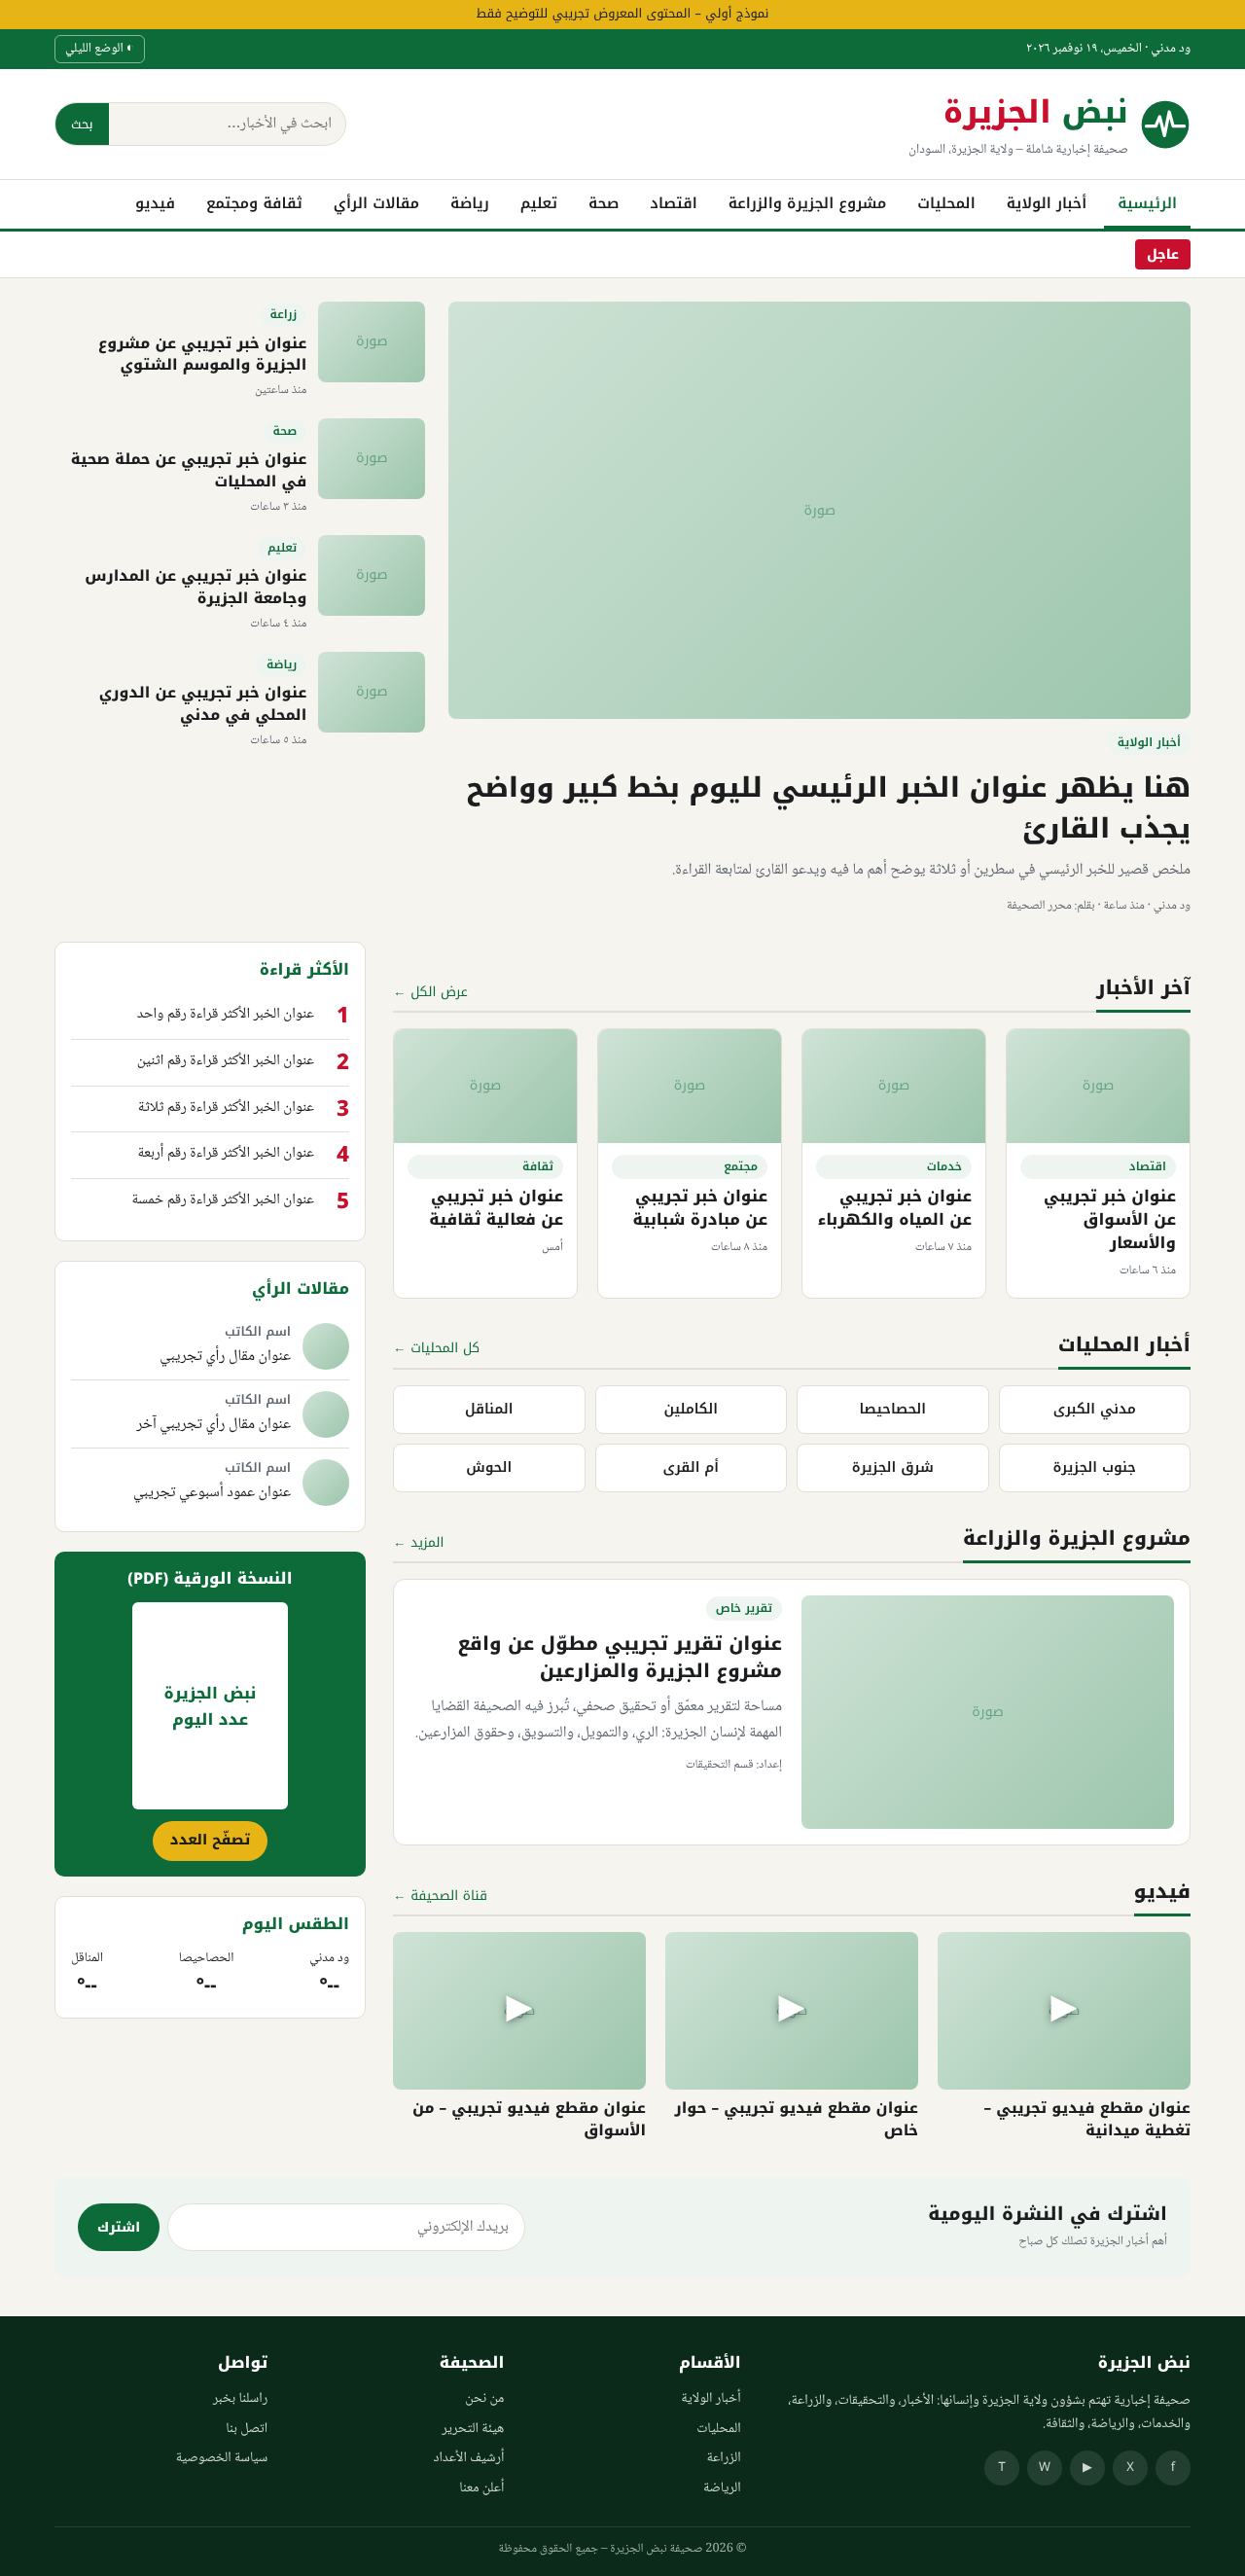 نموذج أولي – المحتوى المعروض تجريبي للتوضيح فقط
ود مدني · الخميس، ١٩ نوفمبر ٢٠٢٦
الوضع الليلي
نبض الجزيرة
صحيفة إخبارية شاملة – ولاية الجزيرة، السودان
ابحث في الأخبار...
بحث
الرئيسية
أخبار الولاية
المحليات
مشروع الجزيرة والزراعة
اقتصاد
صحة
تعليم
رياضة
مقالات الرأي
ثقافة ومجتمع
فيديو
عاجل
صورة
أخبار الولاية
هنا يظهر عنوان الخبر الرئيسي لليوم بخط كبير وواضح
يجذب القارئ
ملخص قصير للخبر الرئيسي في سطرين أو ثلاثة يوضح أهم ما فيه ويدعو القارئ لمتابعة القراءة.
ود مدني · منذ ساعة · بقلم: محرر الصحيفة
صورة
زراعة
عنوان خبر تجريبي عن مشروع
الجزيرة والموسم الشتوي
منذ ساعتين
صورة
صحة
عنوان خبر تجريبي عن حملة صحية
في المحليات
منذ ٣ ساعات
صورة
تعليم
عنوان خبر تجريبي عن المدارس
وجامعة الجزيرة
منذ ٤ ساعات
صورة
رياضة
عنوان خبر تجريبي عن الدوري
المحلي في مدني
منذ ٥ ساعات
آخر الأخبار
عرض الكل ←
صورة
اقتصاد
عنوان خبر تجريبي
عن الأسواق
والأسعار
منذ ٦ ساعات
صورة
خدمات
عنوان خبر تجريبي
عن المياه والكهرباء
منذ ٧ ساعات
صورة
مجتمع
عنوان خبر تجريبي
عن مبادرة شبابية
منذ ٨ ساعات
صورة
ثقافة
عنوان خبر تجريبي
عن فعالية ثقافية
أمس
أخبار المحليات
كل المحليات ←
مدني الكبرى
الحصاحيصا
الكاملين
المناقل
جنوب الجزيرة
شرق الجزيرة
أم القرى
الحوش
مشروع الجزيرة والزراعة
المزيد ←
صورة
تقرير خاص
عنوان تقرير تجريبي مطوّل عن واقع
مشروع الجزيرة والمزارعين
مساحة لتقرير معمّق أو تحقيق صحفي، تُبرز فيه الصحيفة القضايا
المهمة لإنسان الجزيرة: الري، والتمويل، والتسويق، وحقوق المزارعين.
إعداد: قسم التحقيقات
فيديو
قناة الصحيفة ←
عنوان مقطع فيديو تجريبي –
تغطية ميدانية
عنوان مقطع فيديو تجريبي – حوار
خاص
عنوان مقطع فيديو تجريبي – من
الأسواق
الأكثر قراءة
1 عنوان الخبر الأكثر قراءة رقم واحد
2 عنوان الخبر الأكثر قراءة رقم اثنين
3 عنوان الخبر الأكثر قراءة رقم ثلاثة
4 عنوان الخبر الأكثر قراءة رقم أربعة
5 عنوان الخبر الأكثر قراءة رقم خمسة
مقالات الرأي
اسم الكاتب
عنوان مقال رأي تجريبي
اسم الكاتب
عنوان مقال رأي تجريبي آخر
اسم الكاتب
عنوان عمود أسبوعي تجريبي
النسخة الورقية (PDF)
نبض الجزيرة
عدد اليوم
تصفّح العدد
الطقس اليوم
ود مدني
--°
الحصاحيصا
--°
المناقل
--°
اشترك في النشرة اليومية
أهم أخبار الجزيرة تصلك كل صباح
بريدك الإلكتروني
اشترك
نبض الجزيرة
صحيفة إخبارية تهتم بشؤون ولاية الجزيرة وإنسانها: الأخبار، والتحقيقات، والزراعة،
والخدمات، والرياضة، والثقافة.
f
X
▶
W
T
الأقسام
أخبار الولاية
المحليات
الزراعة
الرياضة
الصحيفة
من نحن
هيئة التحرير
أرشيف الأعداد
أعلن معنا
تواصل
راسلنا بخبر
اتصل بنا
سياسة الخصوصية
© 2026 صحيفة نبض الجزيرة – جميع الحقوق محفوظة